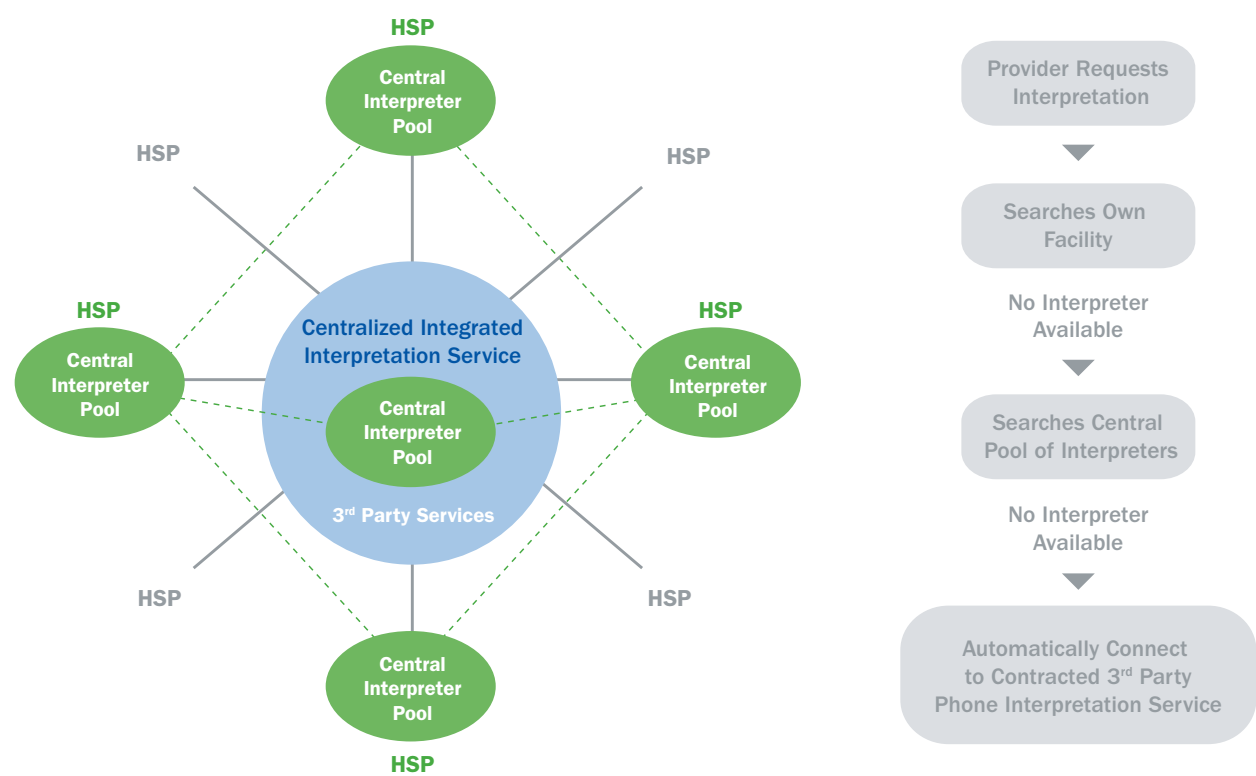 HSP
Central
Interpreter
Pool
HSP
HSP
HSP
Central
Interpreter
Pool
Centralized Integrated
Interpretation Service
Central
Interpreter
Pool
3rd Party Services
HSP
Central
Interpreter
Pool
HSP
HSP
Central
Interpreter
Pool
HSP
Provider Requests
Interpretation
Searches Own
Facility
No Interpreter
Available
Searches Central
Pool of Interpreters
No Interpreter
Available
Automatically Connect
to Contracted 3rd Party
Phone Interpretation Service